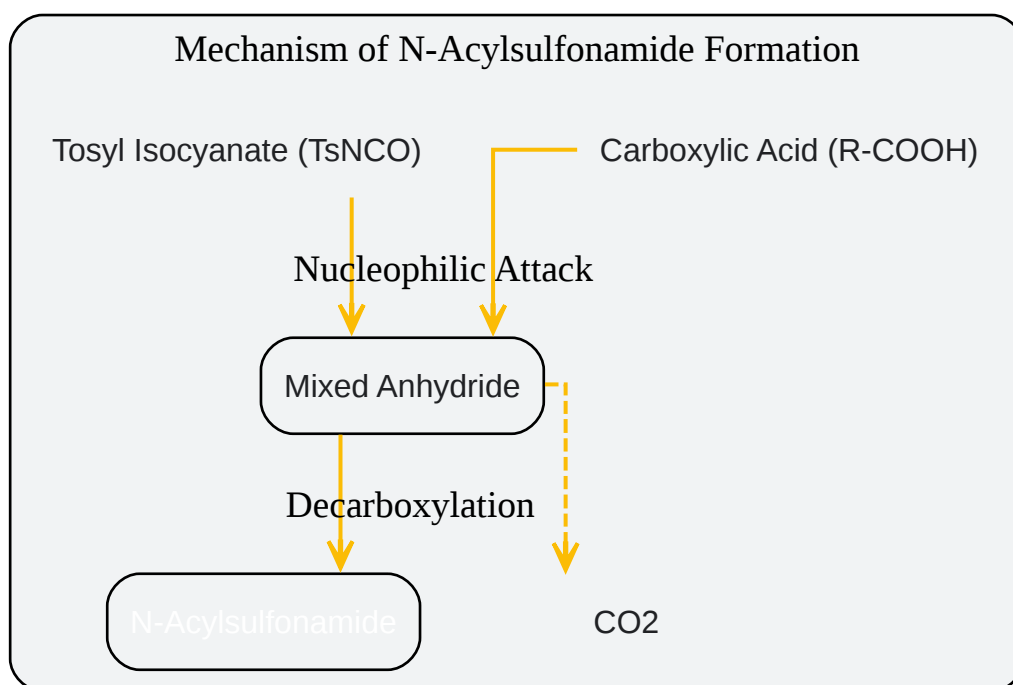 Mechanism of N-Acylsulfonamide Formation
Tosyl Isocyanate (TsNCO)
Carboxylic Acid (R-COOH)
Nucleophilic Attack
Mixed Anhydride
Decarboxylation
N-Acylsulfonamide
CO2